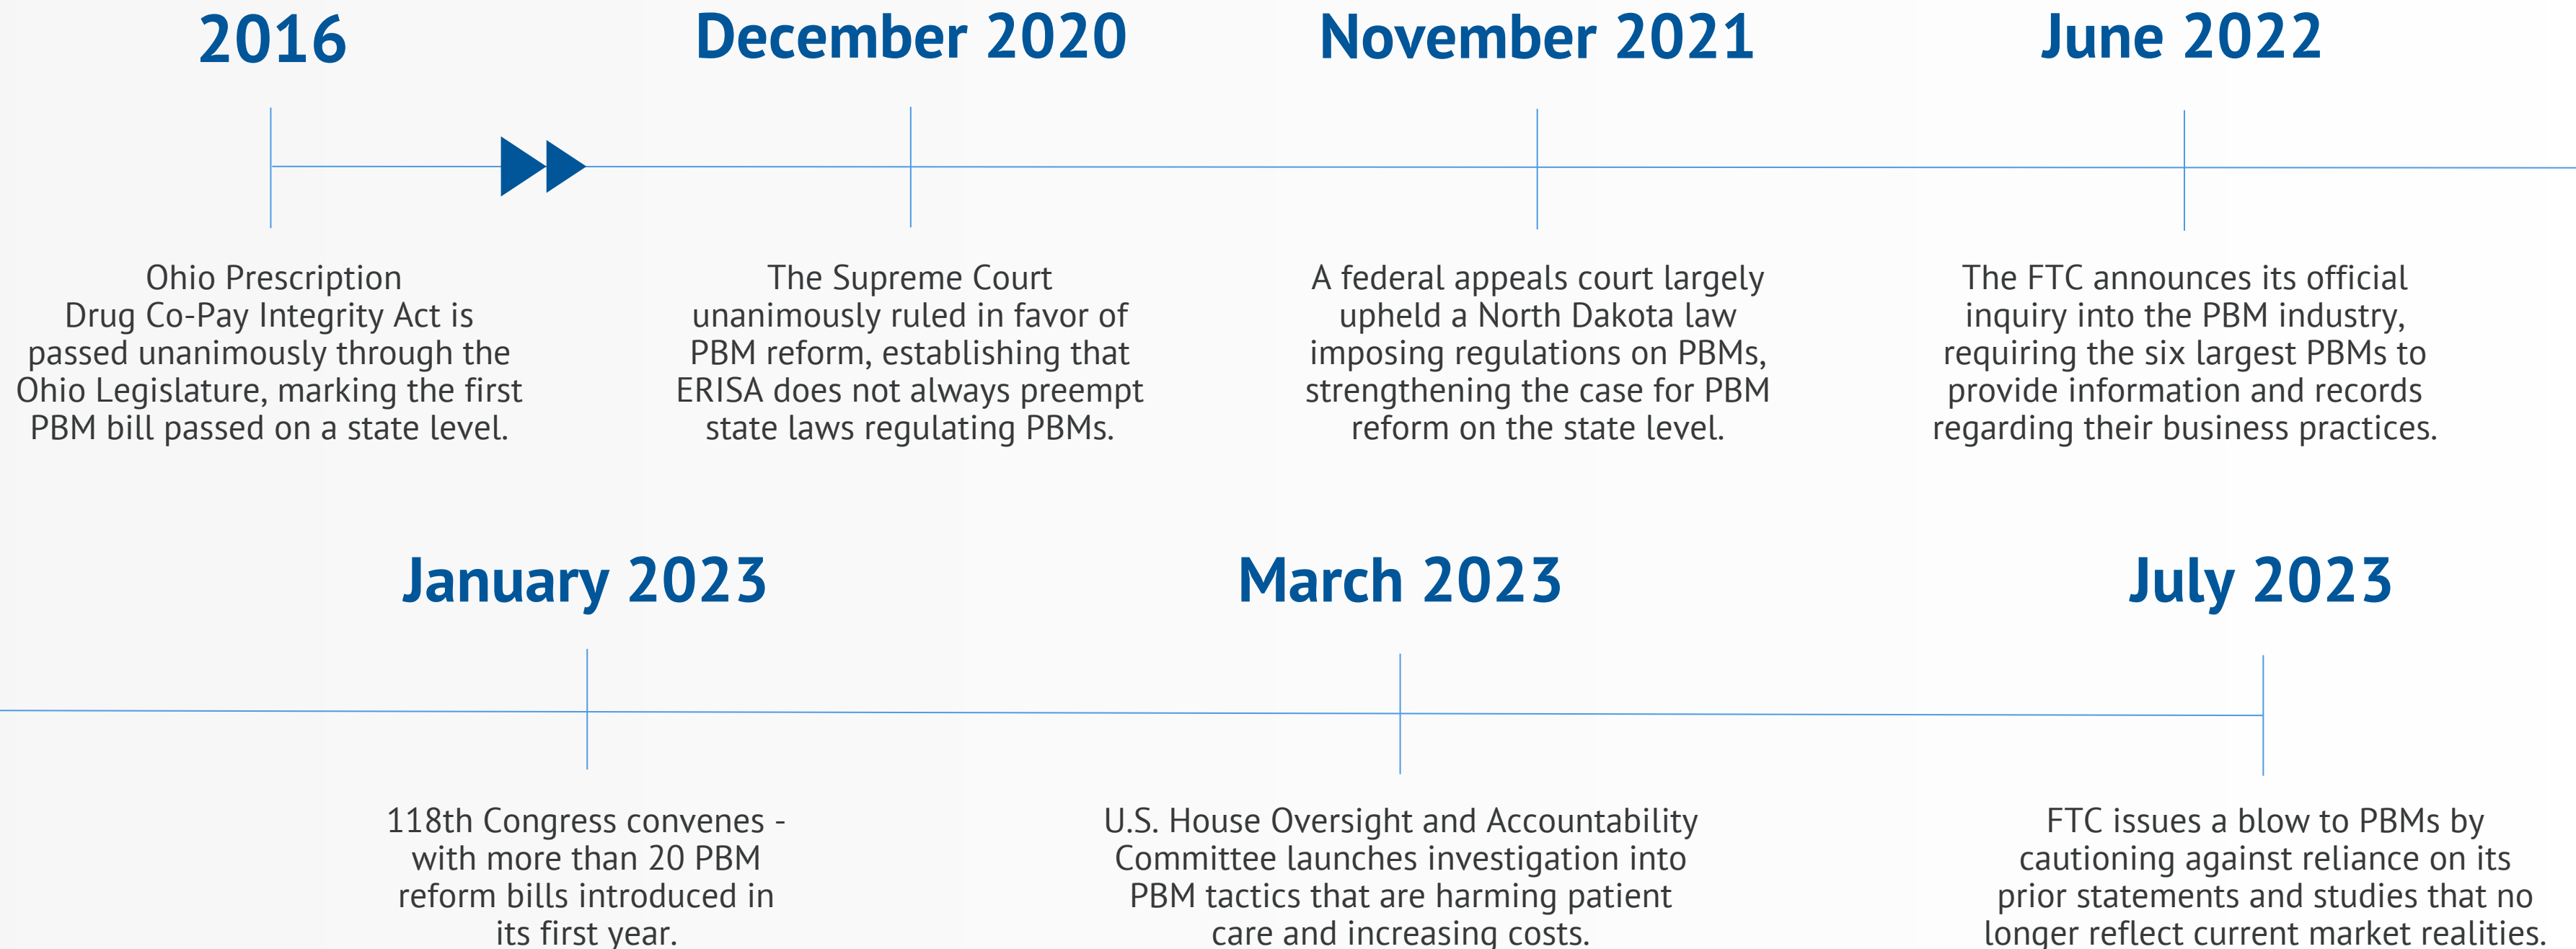 2016
Ohio Prescription
Drug Co-Pay Integrity Act is
passed unanimously through the
Ohio Legislature, marking the first
PBM bill passed on a state level.
December 2020
The Supreme Court
unanimously ruled in favor of
PBM reform, establishing that
ERISA does not always preempt
state laws regulating PBMs.
November 2021
A federal appeals court largely
upheld a North Dakota law
imposing regulations on PBMs,
strengthening the case for PBM
reform on the state level.
June 2022
The FTC announces its official
inquiry into the PBM industry,
requiring the six largest PBMs to
provide information and records
regarding their business practices.
January 2023
118th Congress convenes -
with more than 20 PBM
reform bills introduced in
its first year.
March 2023
U.S. House Oversight and Accountability
Committee launches investigation into
PBM tactics that are harming patient
care and increasing costs.
July 2023
FTC issues a blow to PBMs by
cautioning against reliance on its
prior statements and studies that no
longer reflect current market realities.